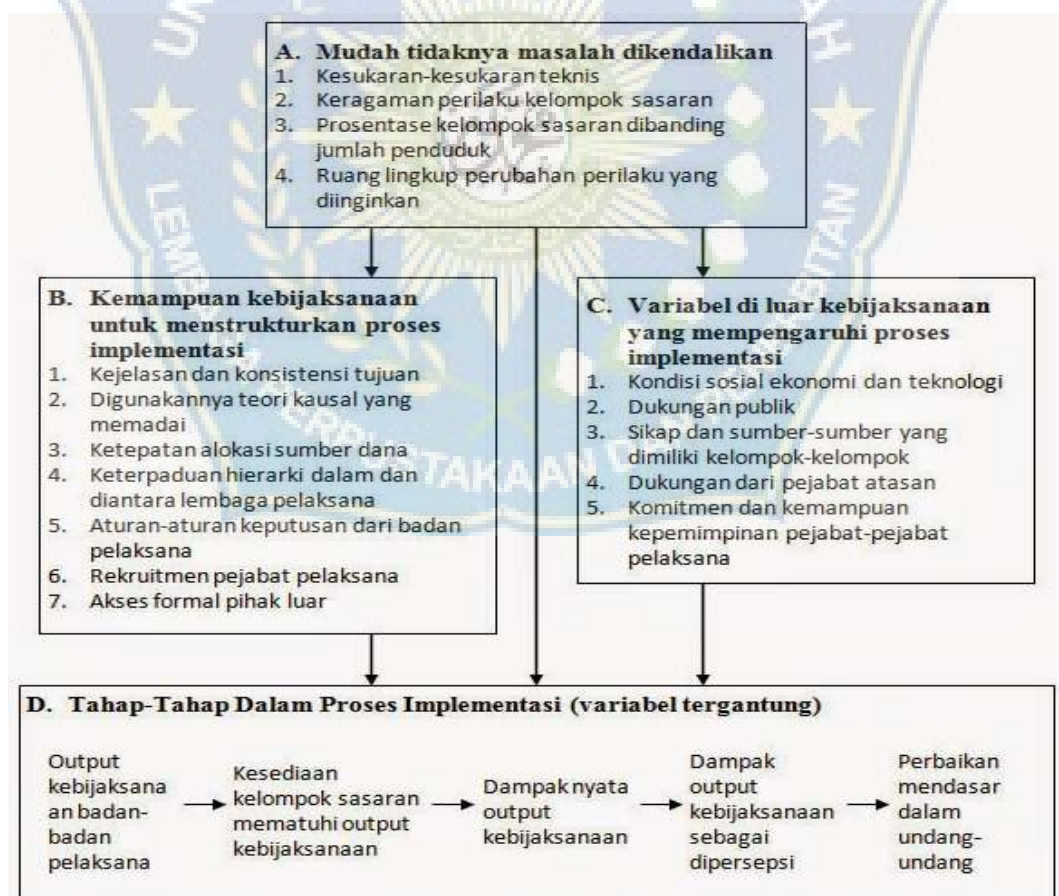 A. Mudah tidaknya masalah dikendalikan
1. Kesukaran-kesukaran teknis
2. Keragaman perilaku kelompok sasaran
3. Prosentase kelompok sasaran dibanding
jumlah penduduk
4. Ruang lingkup perubahan perilaku yang
diinginkan
B. Kemampuan kebijaksanaan
untuk menstrukturkan proses
implementasi
1. Kejelasan dan konsistensi tujuan
2. Digunakannya teori kausal yang
memadai
3. Ketepatan alokasi sumber dana
4. Keterpaduan hierarki dalam dan
diantara lembaga pelaksana
5. Aturan-aturan keputusan dari badan
pelaksana
6. Rekruitmen pejabat pelaksana
7. Akses formal pihak luar
C. Variabel di luar kebijaksanaan
yang mempengaruhi proses
implementasi
1. Kondisi sosial ekonomi dan teknologi
2. Dukungan publik
3. Sikap dan sumber-sumber yang
dimiliki kelompok-kelompok
4. Dukungan dari pejabat atasan
5. Komitmen dan kemampuan
kepemimpinan pejabat-pejabat
pelaksana
D. Tahap-Tahap Dalam Proses Implementasi (variabel tergantung)
Output
kebijaksana
an badan-
badan
pelaksana
Kesediaan
kelompok sasaran
mematuhi output
kebijaksanaan
Dampak nyata
output
kebijaksanaan
Dampak
output
kebijaksanaan
sebagai
dipersepsi
Perbaikan
mendasar
dalam
undang-
undang